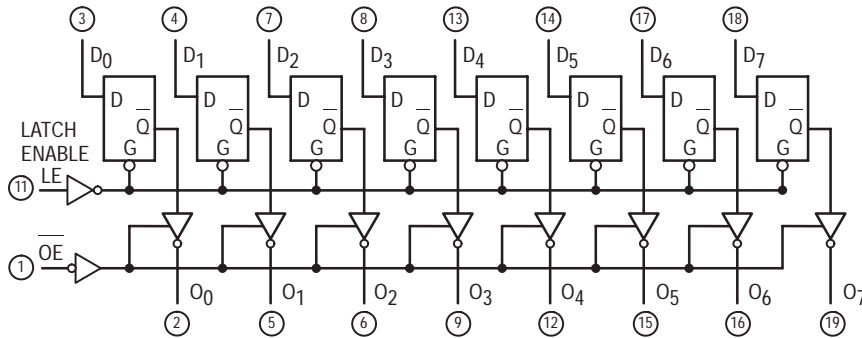 3 4 7 8 13 14 17 18
D0 D1 D2 D3 D4 D5 D6 D7
D D D D D D D D
Q̅ Q̅ Q̅ Q̅ Q̅ Q̅ Q̅ Q̅
LATCH
ENABLE
G G G G G G G G
11 LE
1 O̅E̅
O0 O1 O2 O3 O4 O5 O6 O7
2 5 6 9 12 15 16 19